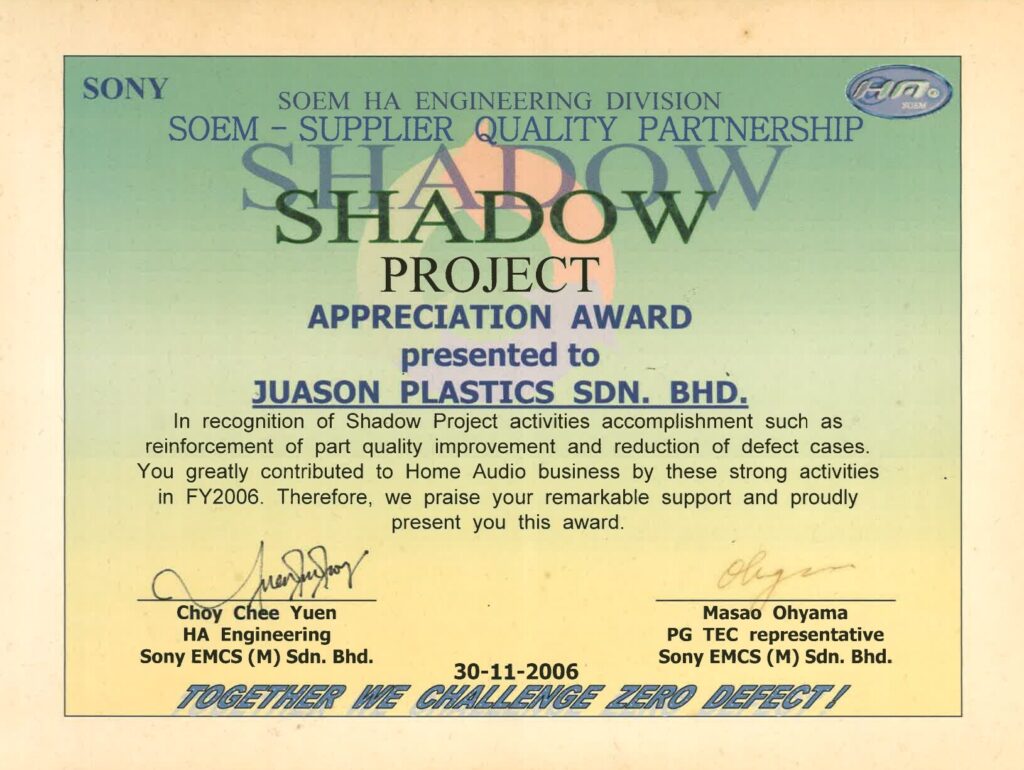 SONY
HA.
SOEM
SOEM HA ENGINEERING DIVISION
SOEM – SUPPLIER QUALITY PARTNERSHIP
SHADOW
SHADOW
PROJECT
APPRECIATION AWARD
presented to
JUASON PLASTICS SDN. BHD.
In recognition of Shadow Project activities accomplishment such as
reinforcement of part quality improvement and reduction of defect cases.
You greatly contributed to Home Audio business by these strong activities
in FY2006. Therefore, we praise your remarkable support and proudly
present you this award.
Choy Chee Yuen
HA Engineering
Sony EMCS (M) Sdn. Bhd.
Masao Ohyama
PG TEC representative
Sony EMCS (M) Sdn. Bhd.
30-11-2006
TOGETHER WE CHALLENGE ZERO DEFECT!